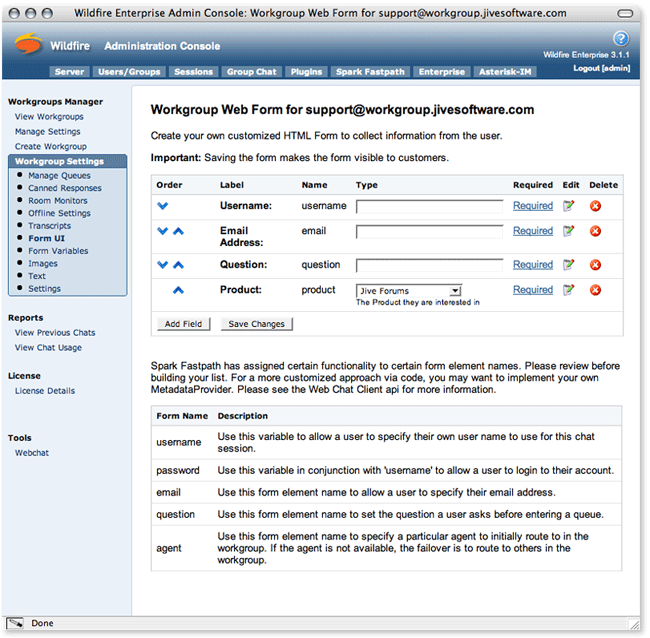 Wildfire Enterprise Admin Console: Workgroup Web Form for support@workgroup.jivesoftware.com
Wildfire Administration Console
?
Wildfire Enterprise 3.1.1
Logout [admin]
Server Users/Groups Sessions Group Chat Plugins Spark Fastpath Enterprise Asterisk-IM
Workgroups Manager
View Workgroups
Manage Settings
Create Workgroup
Workgroup Settings
Manage Queues
Canned Responses
Room Monitors
Offline Settings
Transcripts
Form UI
Form Variables
Images
Text
Settings
Reports
View Previous Chats
View Chat Usage
License
License Details
Tools
Webchat
Workgroup Web Form for support@workgroup.jivesoftware.com
Create your own customized HTML Form to collect information from the user.
Important: Saving the form makes the form visible to customers.
Order Label Name Type Required Edit Delete
Username: username Required
Email
Address: email Required
Question: question Required
Product: product Jive Forums Required
The Product they are interested in
Add Field Save Changes
Spark Fastpath has assigned certain functionality to certain form element names. Please review before
building your list. For a more customized approach via code, you may want to implement your own
MetadataProvider. Please see the Web Chat Client api for more information.
Form Name Description
username Use this variable to allow a user to specify their own user name to use for this chat
session.
password Use this variable in conjunction with 'username' to allow a user to login to their account.
email Use this form element name to allow a user to specify their email address.
question Use this form element name to set the question a user asks before entering a queue.
agent Use this form element name to specify a particular agent to initially route to in the
workgroup. If the agent is not available, the failover is to route to others in the
workgroup.
Done